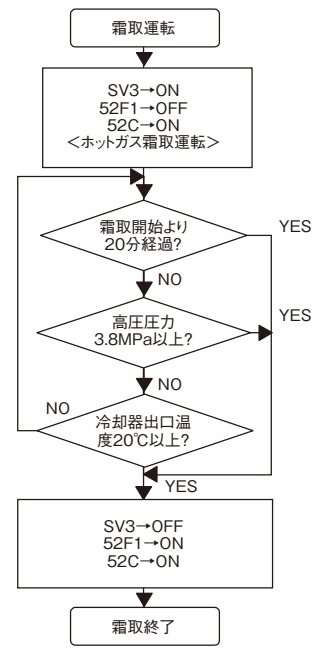 霜取運転
SV3→ON
52F1→OFF
52C→ON
＜ホットガス霜取運転＞
霜取開始より
20分経過?
YES
NO
高圧圧力
3.8MPa以上?
YES
NO
NO
冷却器出口温
度20℃以上?
YES
SV3→OFF
52F1→ON
52C→ON
霜取終了